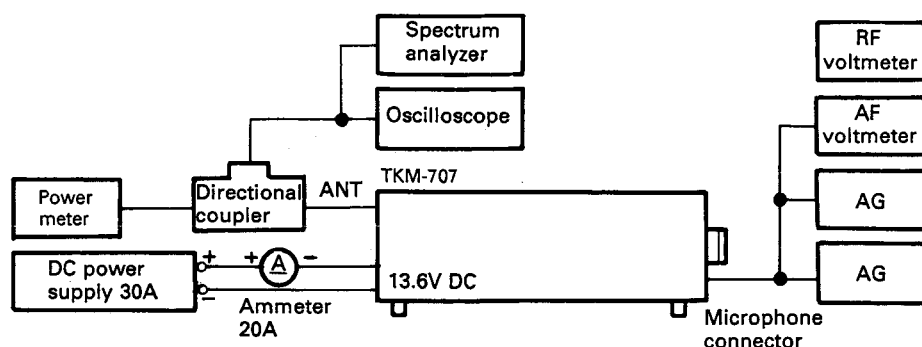 Spectrum
analyzer
RF
voltmeter
Oscilloscope
AF
voltmeter
Power
meter
Directional
coupler
ANT
TKM-707
AG
DC power
supply 30A
+
−
+
A
−
13.6V DC
AG
Ammeter
20A
Microphone
connector